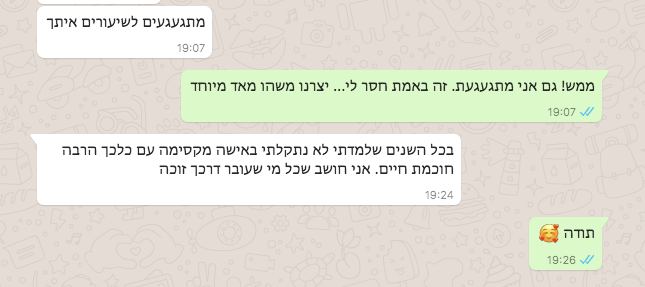 מתגעגעים לשיעורים איתך
19:07
ממש! גם אני מתגעגעת. זה באמת חסר לי... יצרנו משהו מאד מיוחד
19:07
בכל השנים שלמדתי לא נתקלתי באישה מקסימה עם כלכך הרבה
חוכמת חיים. אני חושב שכל מי שעובר דרכך זוכה
19:24
תודה 🥰
19:26